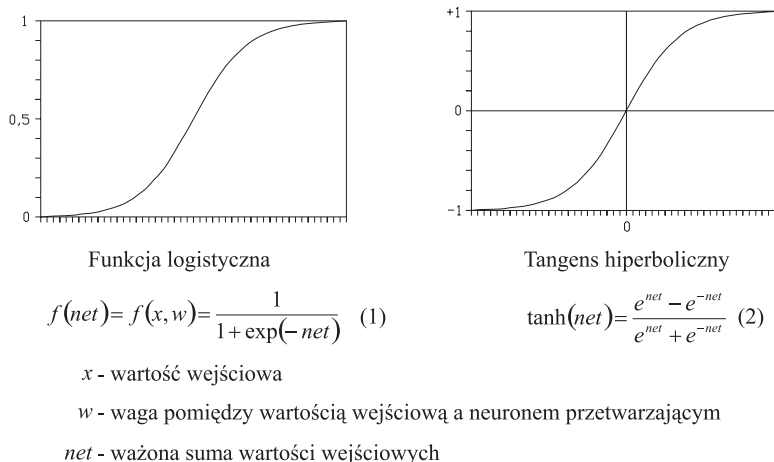 1
0,5
0
+1
0
-1
0
Funkcja logistyczna
Tangens hiperboliczny
f(net)= f(x,w)= 1 / (1+exp(-net)) (1)
tanh(net)= (e^net - e^-net) / (e^net + e^-net) (2)
x - wartość wejściowa
w - waga pomiędzy wartością wejściową a neuronem przetwarzającym
net - ważona suma wartości wejściowych